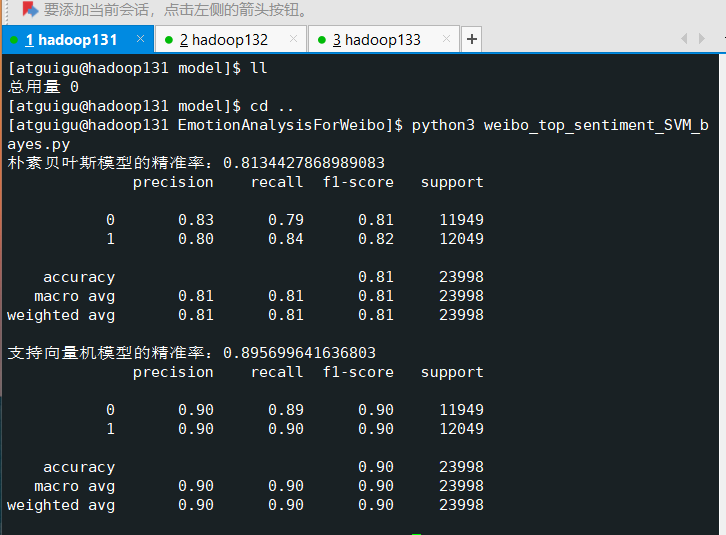 要添加当前会话，点击左侧的箭头按钮。
1 hadoop131 × 2 hadoop132 × 3 hadoop133 × +
[atguigu@hadoop131 model]$ ll
总用量 0
[atguigu@hadoop131 model]$ cd ..
[atguigu@hadoop131 EmotionAnalysisForWeibo]$ python3 weibo_top_sentiment_SVM_b
ayes.py
朴素贝叶斯模型的精准率: 0.8134427868989083
precision recall f1-score support
0 0.83 0.79 0.81 11949
1 0.80 0.84 0.82 12049
accuracy 0.81 23998
macro avg 0.81 0.81 0.81 23998
weighted avg 0.81 0.81 0.81 23998
支持向量机模型的精准率: 0.895699641636803
precision recall f1-score support
0 0.90 0.89 0.90 11949
1 0.90 0.90 0.90 12049
accuracy 0.90 23998
macro avg 0.90 0.90 0.90 23998
weighted avg 0.90 0.90 0.90 23998